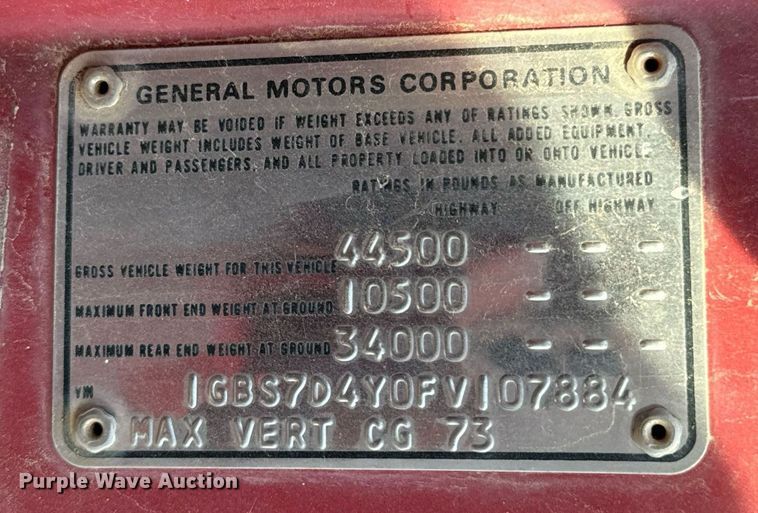 GENERAL MOTORS CORPORATION
WARRANTY MAY BE VOIDED IF WEIGHT EXCEEDS ANY OF RATINGS SHOWN. GROSS
VEHICLE WEIGHT INCLUDES WEIGHT OF BASE VEHICLE, ALL ADDED EQUIPMENT,
DRIVER AND PASSENGERS, AND ALL PROPERTY LOADED INTO OR ONTO VEHICLE
RATINGS IN POUNDS AS MANUFACTURED
HIGHWAY OFF HIGHWAY
GROSS VEHICLE WEIGHT FOR THIS VEHICLE 44500 - - -
MAXIMUM FRONT END WEIGHT AT GROUND 10500 - - -
MAXIMUM REAR END WEIGHT AT GROUND 34000 - - -
VIN 1GBS7D4Y0FV107884
MAX VERT CG 73
Purple Wave Auction